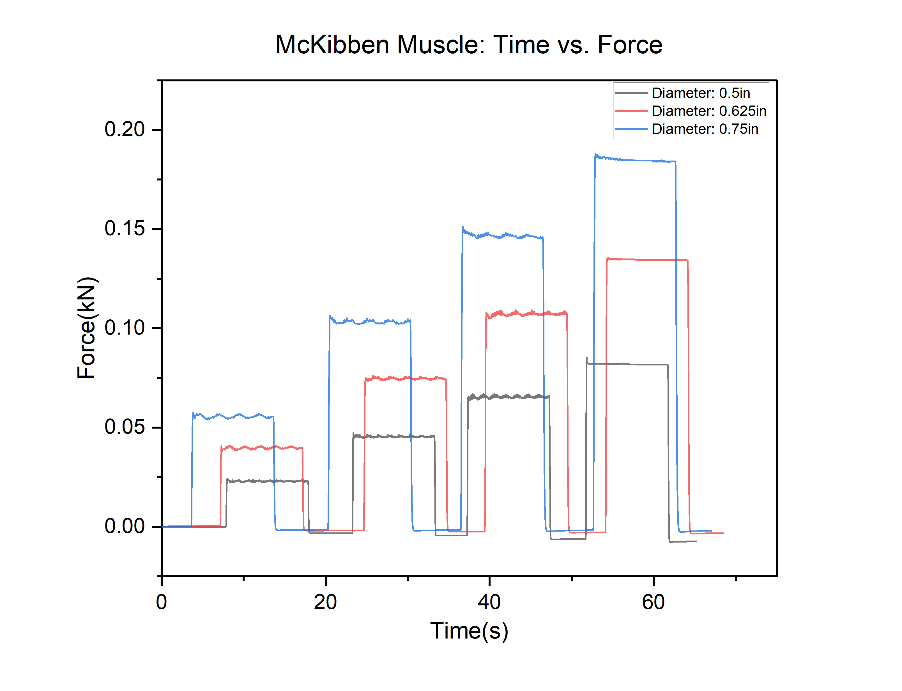 McKibben Muscle: Time vs. Force
Diameter: 0.5in
Diameter: 0.625in
Diameter: 0.75in
0.20
0.15
0.10
0.05
0.00
Force(kN)
0 20 40 60
Time(s)